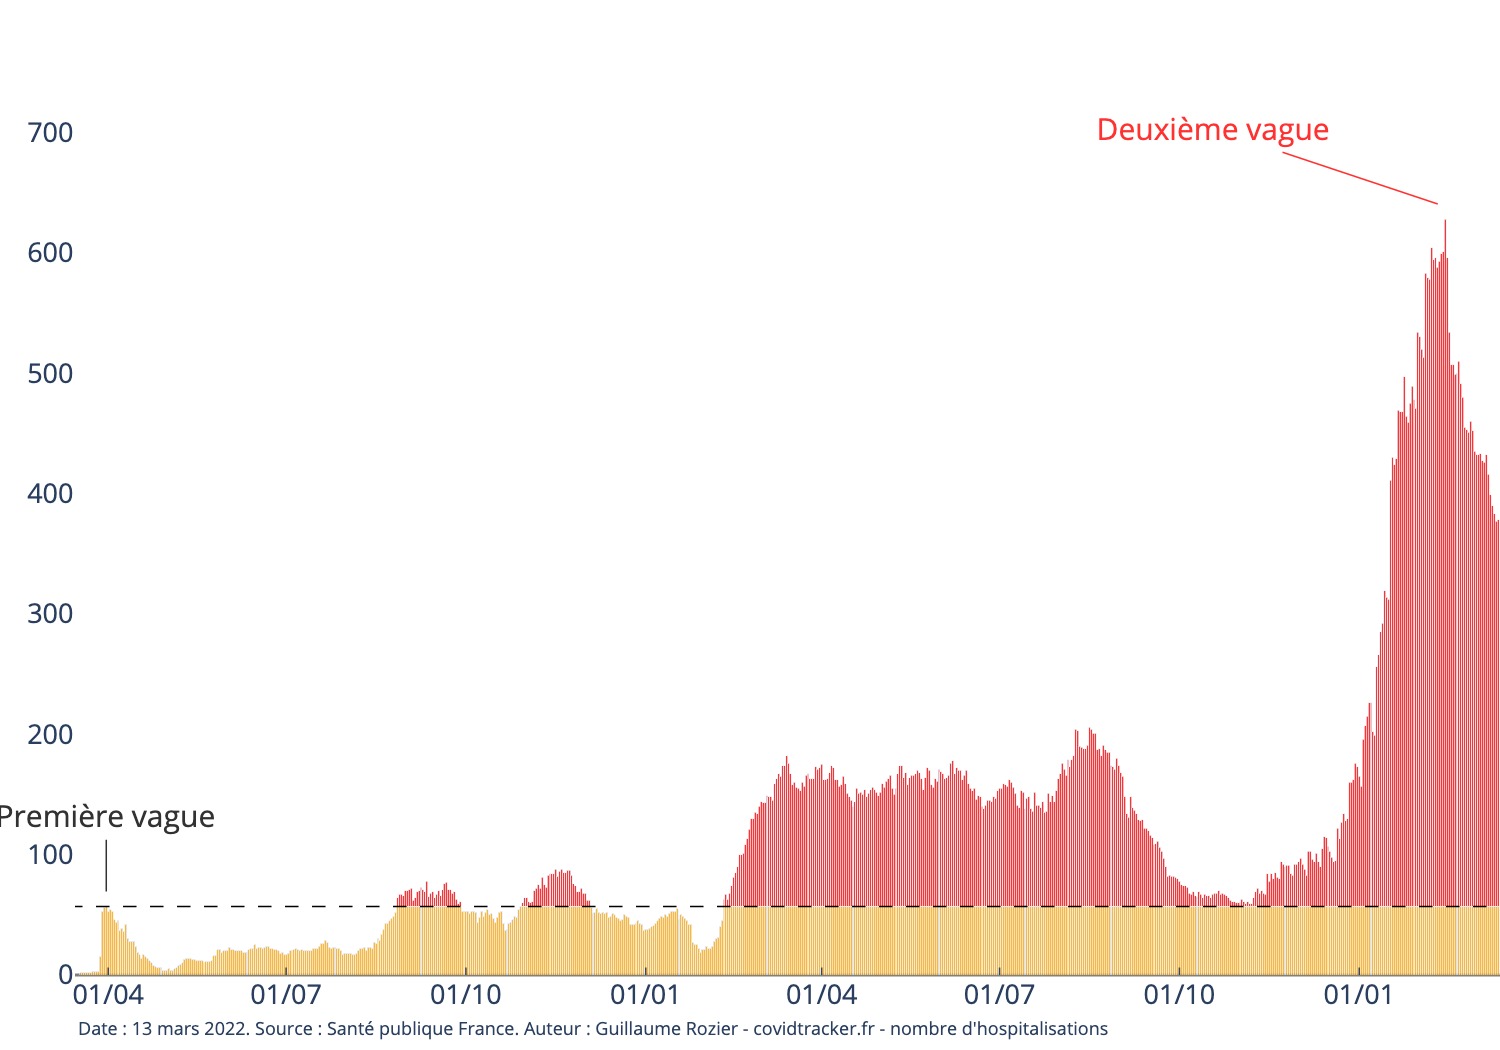 700
Deuxième vague
600
500
400
300
200
Première vague
100
0
01/04 01/07 01/10 01/01 01/04 01/07 01/10 01/01
Date : 13 mars 2022. Source : Santé publique France. Auteur : Guillaume Rozier - covidtracker.fr - nombre d'hospitalisations